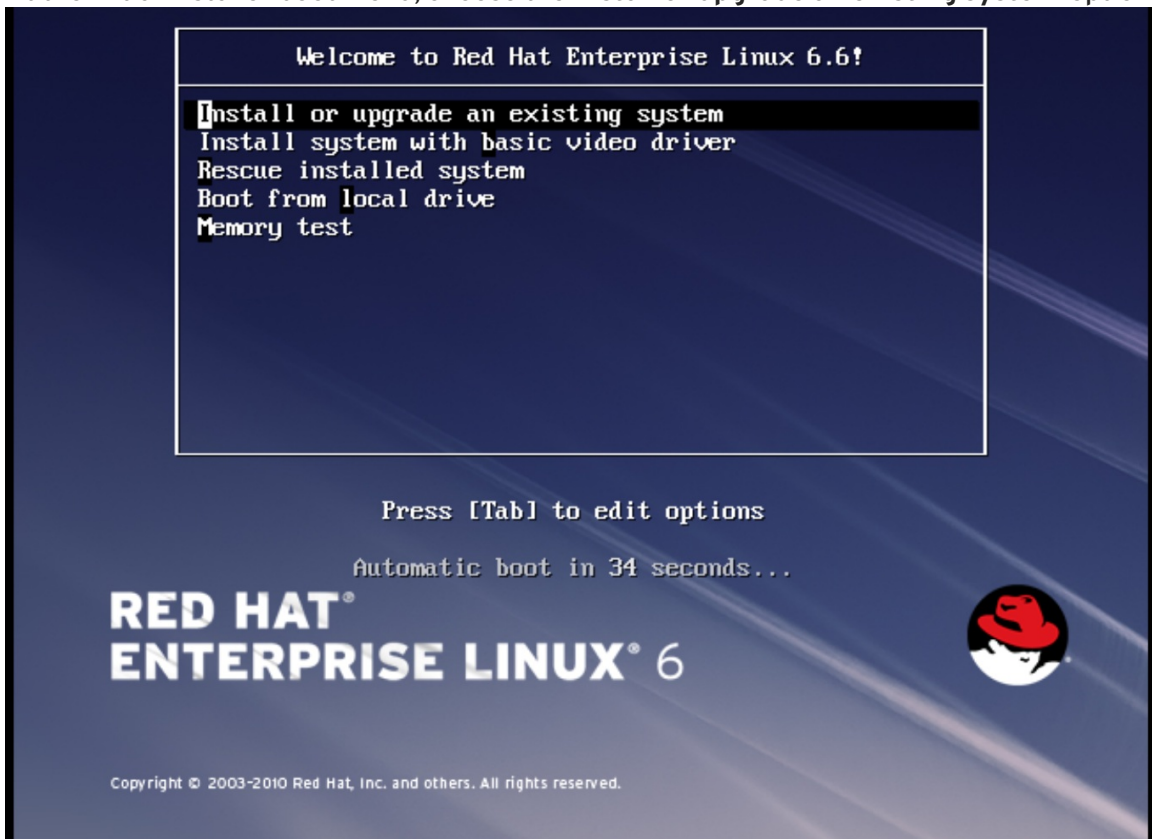 Welcome to Red Hat Enterprise Linux 6.6!
Install or upgrade an existing system
Install system with basic video driver
Rescue installed system
Boot from local drive
Memory test
Press [Tab] to edit options
Automatic boot in 34 seconds...
RED HAT®
ENTERPRISE LINUX® 6
Copyright © 2003-2010 Red Hat, Inc. and others. All rights reserved.